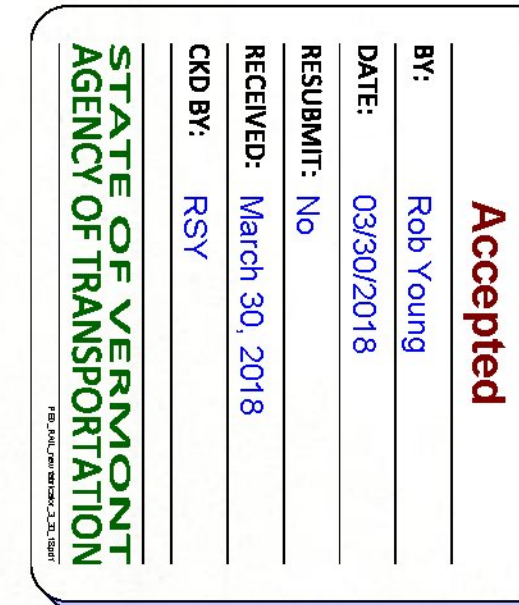 Accepted
BY: Rob Young
DATE: 03/30/2018
RESUBMIT: No
RECEIVED: March 30, 2018
CKD BY: RSY
STATE OF VERMONT
AGENCY OF TRANSPORTATION